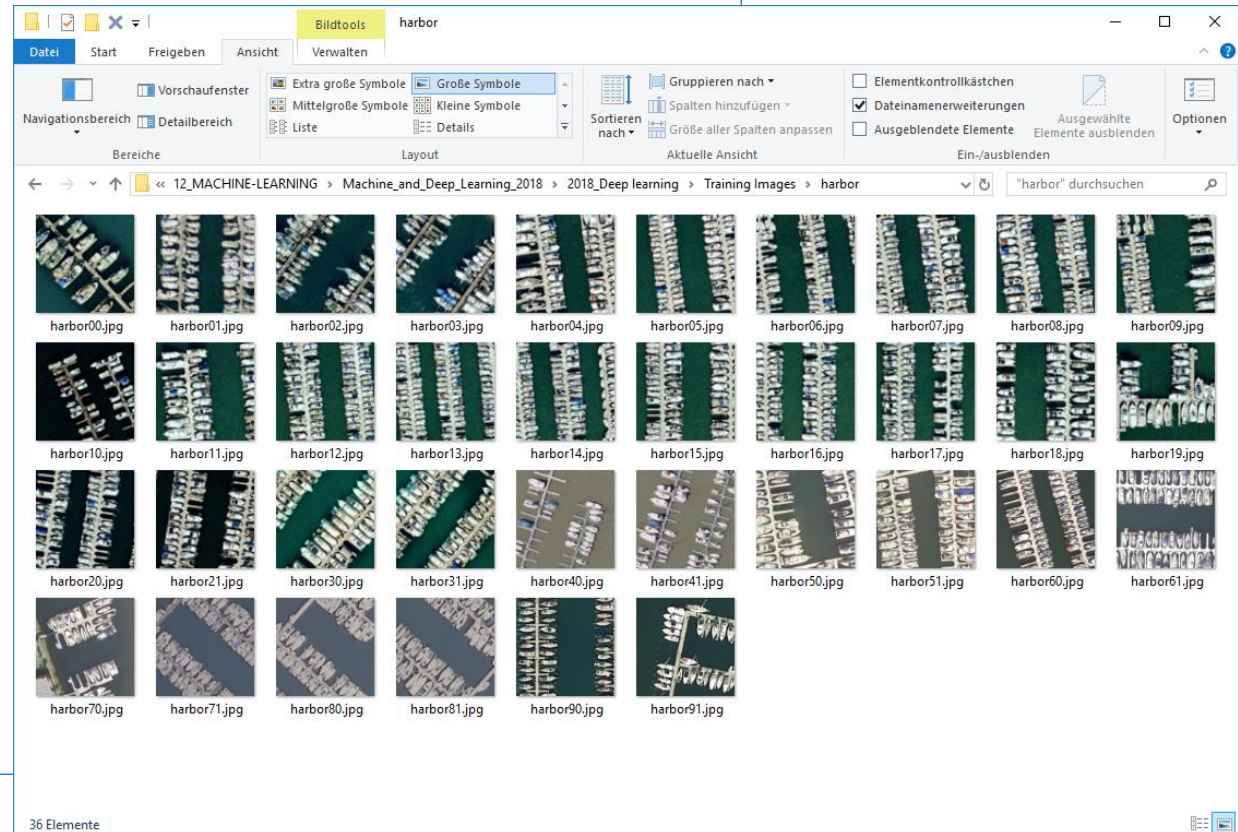 Bildtools harbor
Datei Start Freigeben Ansicht Verwalten
Navigationsbereich
Vorschaufenster
Detailbereich
Bereiche
Extra große Symbole Große Symbole
Mittelgroße Symbole Kleine Symbole
Liste Details
Layout
Sortieren nach
Gruppieren nach
Spalten hinzufügen
Größe aller Spalten anpassen
Aktuelle Ansicht
Elementkontrollkästchen
Dateinamenerweiterungen
Ausgeblendete Elemente
Ausgewählte
Elemente ausblenden
Ein-/ausblenden
Optionen
« 12_MACHINE-LEARNING > Machine_and_Deep_Learning_2018 > 2018_Deep learning > Training Images > harbor
"harbor" durchsuchen
harbor00.jpg harbor01.jpg harbor02.jpg harbor03.jpg harbor04.jpg harbor05.jpg harbor06.jpg harbor07.jpg harbor08.jpg harbor09.jpg
harbor10.jpg harbor11.jpg harbor12.jpg harbor13.jpg harbor14.jpg harbor15.jpg harbor16.jpg harbor17.jpg harbor18.jpg harbor19.jpg
harbor20.jpg harbor21.jpg harbor30.jpg harbor31.jpg harbor40.jpg harbor41.jpg harbor50.jpg harbor51.jpg harbor60.jpg harbor61.jpg
harbor70.jpg harbor71.jpg harbor80.jpg harbor81.jpg harbor90.jpg harbor91.jpg
36 Elemente